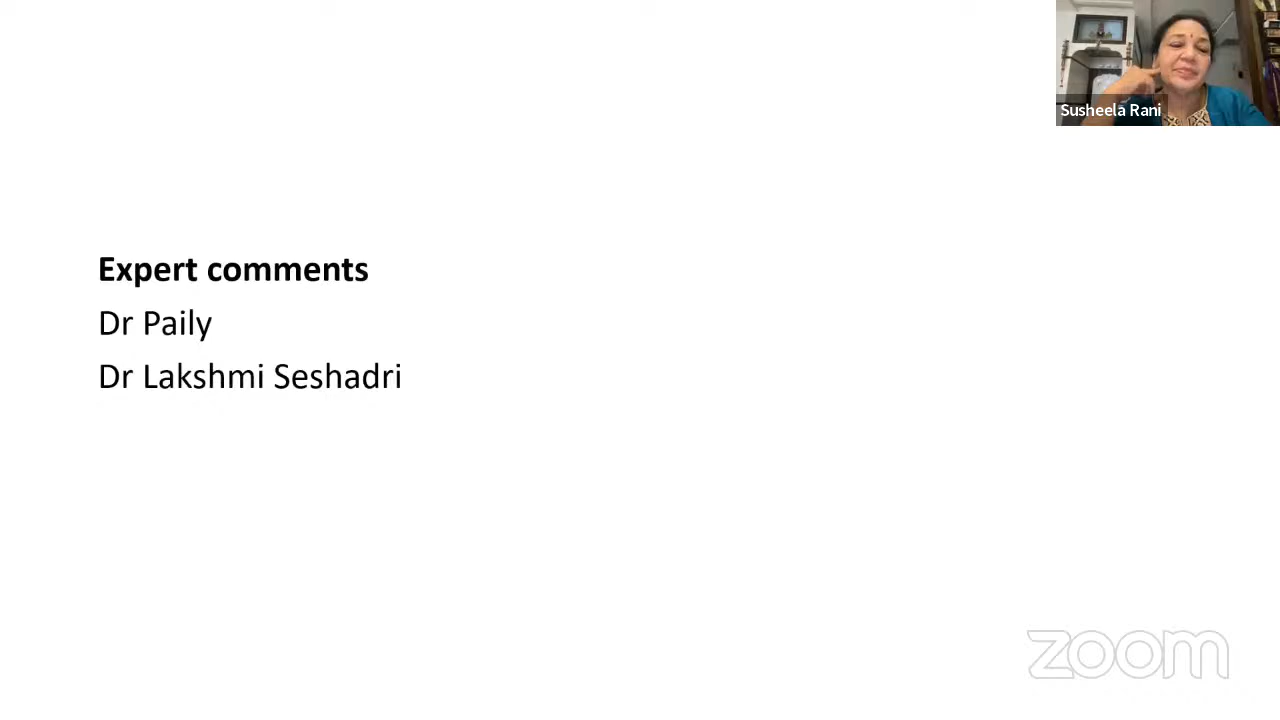 Susheela Rani
Expert comments
Dr Paily
Dr Lakshmi Seshadri
zoom